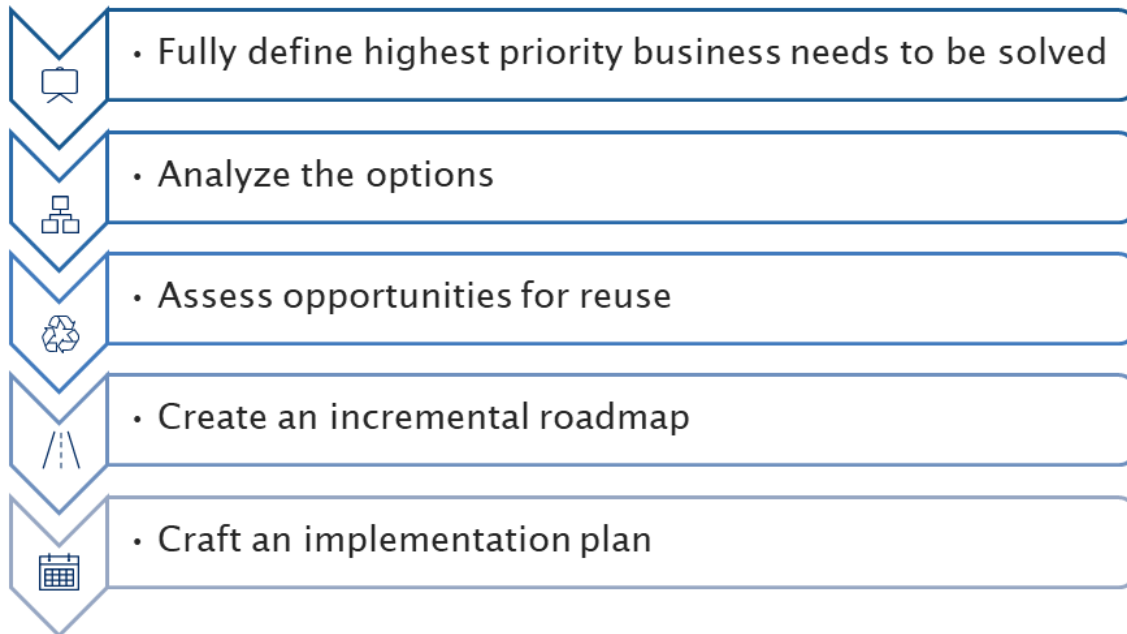 • Fully define highest priority business needs to be solved
• Analyze the options
• Assess opportunities for reuse
• Create an incremental roadmap
• Craft an implementation plan